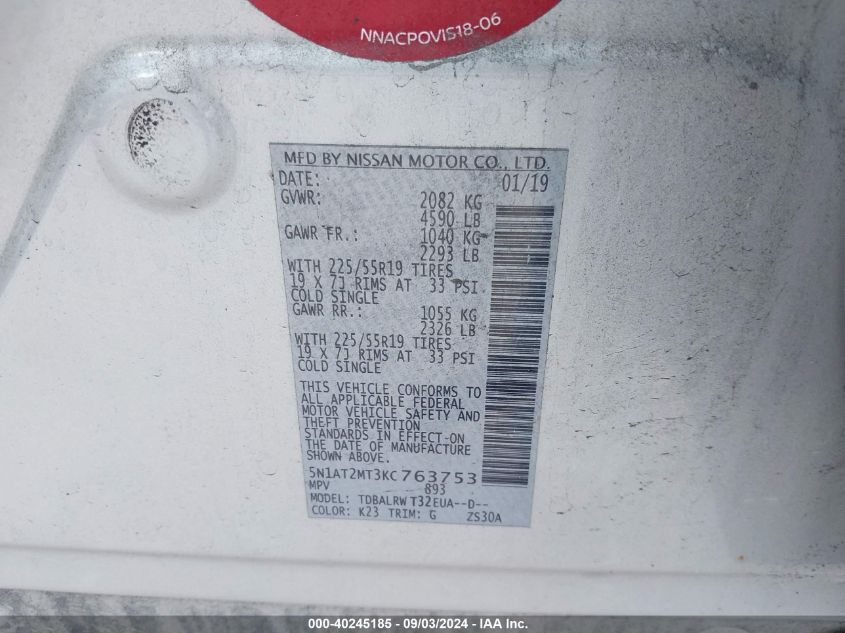 NNACPOVIS18-06
MFD BY NISSAN MOTOR CO., LTD.
DATE: 01/19
GVWR: 2082 KG
4590 LB
GAWR FR.: 1040 KG
2293 LB
WITH 225/55R19 TIRES
19 X 7J RIMS AT 33 PSI
COLD SINGLE
GAWR RR.: 1055 KG
2326 LB
WITH 225/55R19 TIRES
19 X 7J RIMS AT 33 PSI
COLD SINGLE
THIS VEHICLE CONFORMS TO
ALL APPLICABLE FEDERAL
MOTOR VEHICLE SAFETY AND
THEFT PREVENTION
STANDARDS IN EFFECT-ON
THE DATE OF MANUFACTURE
SHOWN ABOVE.
5N1AT2MT3KC763753
MPV 893
MODEL: TDBALRW T32EUA--D--
COLOR: K23 TRIM: G ZS30A
000-40245185 - 09/03/2024 - IAA Inc.